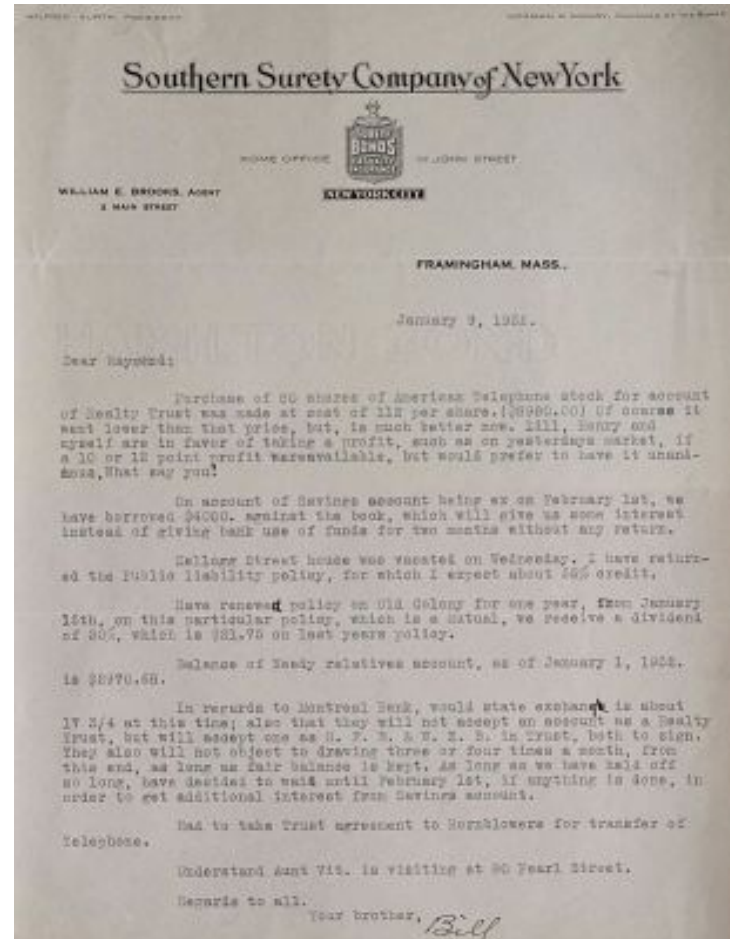 Southern Surety Company of New York
SURETY
BONDS
CASUALTY
INSURANCE
HOME OFFICE JOHN STREET
NEW YORK CITY
WILLIAM E. BROOKS, AGENT
MAIN STREET
FRAMINGHAM, MASS.,
January 9, 1932.
Dear Raymond:
Purchase of 80 shares of American Telephone stock for account
of Realty Trust was made at cost of 112 per share.($8980.00) Of course it
went lower than that price, but, is much better now. Lill, Henry and
myself are in favor of taking a profit, such as on yesterdays market, if
a 10 or 12 point profit wereavailable, but would prefer to have it unani-
mous,What say you?
On account of Savings account being ex on February 1st, we
have borrowed $4000. against the book, which will give us some interest
instead of giving bank use of funds for two months without any return.
Street house was vacated on Wednesday. I have return-
ed the Public liability policy, for which I expect about credit.
Have renewed policy on Old Colony for one year, from January
15th, on this particular policy, which is a mutual, we receive a dividend
of which is on last years policy.
Balance of Needy relatives account, as of January 1, 1932.
is
In regards to Montreal Bank, would state exchange is about
17 3/4 at this time; also that they will not accept an account as a Realty
Trust, but will accept one as & W. E. B. in Trust, both to sign.
They also will not object to drawing three or four times a month, from
this end, as long as fair balance is kept. As long as we have held off
so long, have decided to wait until February 1st, if anything is done, in
order to get additional interest from Savings account.
Had to take Trust agreement to Hornblowers for transfer of
Telephone.
Understand Aunt Vit. is visiting at Pearl Street.
Regards to all.
Your brother, Bill